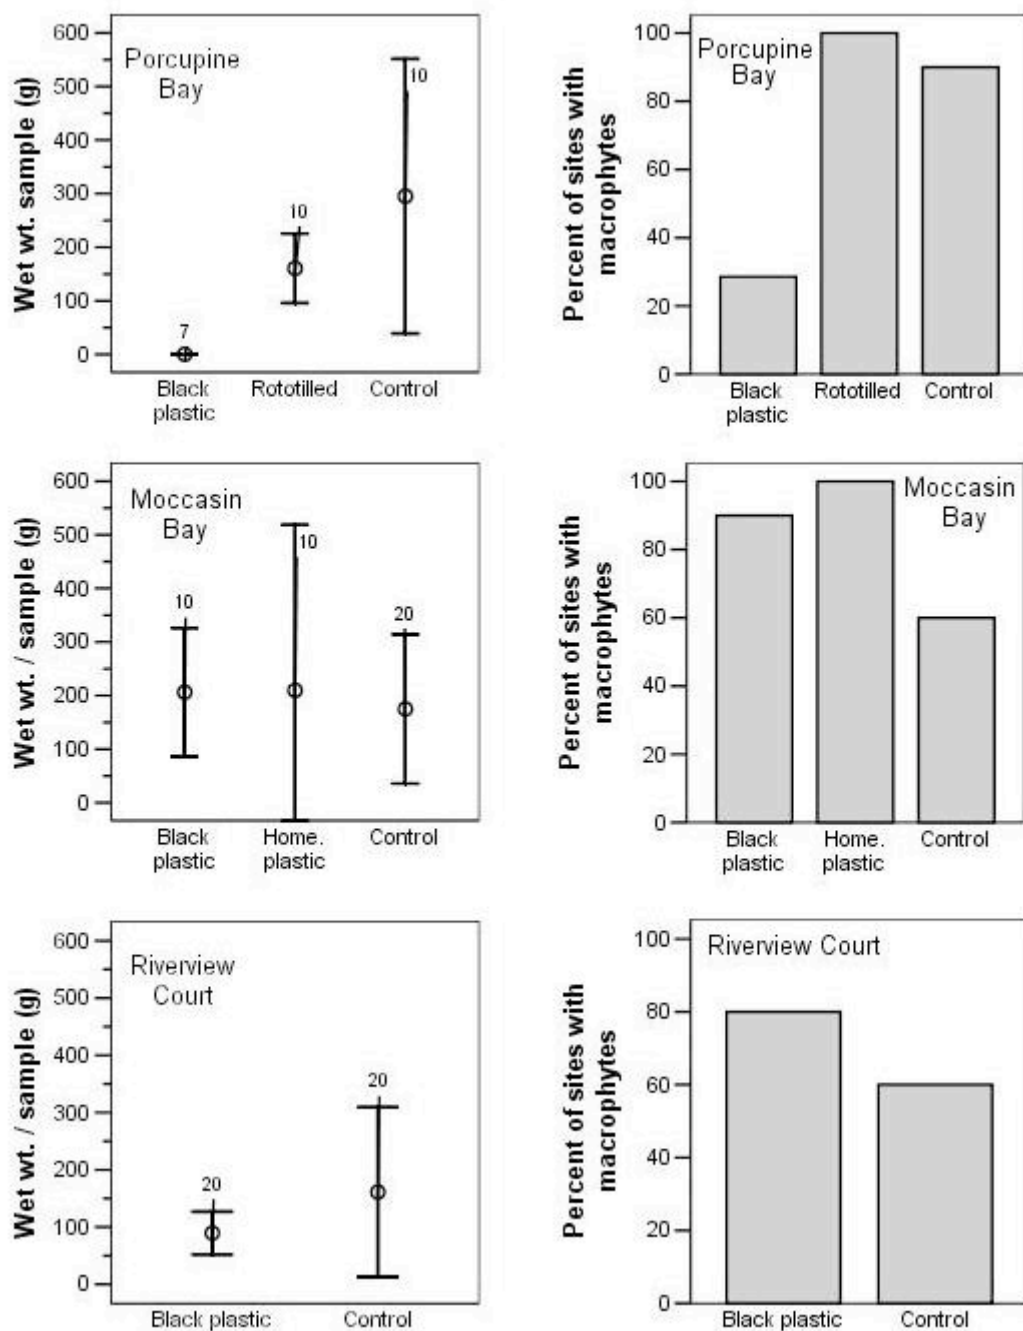 Wet wt. sample (g)
600
500
400
300
200
100
0
Porcupine
Bay
7
10
10
Black
plastic
Rototilled
Control
Percent of sites with
macrophytes
100
80
60
40
20
0
Porcupine
Bay
Black
plastic
Rototilled
Control
Wet wt. / sample (g)
600
500
400
300
200
100
0
Moccasin
Bay
10
10
20
Black
plastic
Home.
plastic
Control
Percent of sites with
macrophytes
100
80
60
40
20
0
Moccasin
Bay
Black
plastic
Home.
plastic
Control
Wet wt. / sample (g)
600
500
400
300
200
100
0
Riverview
Court
20
20
Black plastic
Control
Percent of sites with
macrophytes
100
80
60
40
20
0
Riverview Court
Black plastic
Control